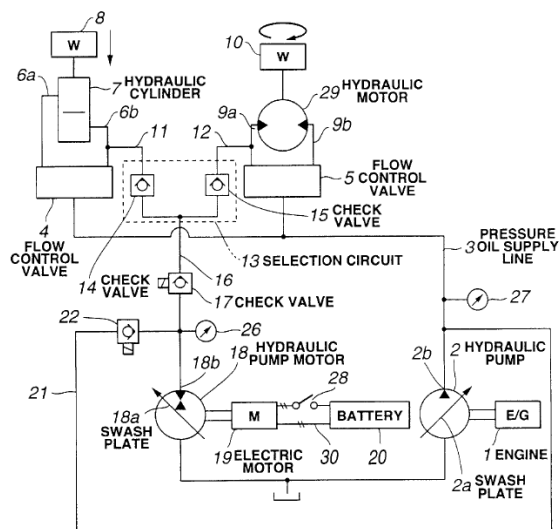 8
W
10
W
6a
7
HYDRAULIC
CYLINDER
6b
11
12
9a
29
HYDRAULIC
MOTOR
9b
5
FLOW
CONTROL
VALVE
15 CHECK
VALVE
4
FLOW
CONTROL
VALVE
14
13 SELECTION CIRCUIT
3
PRESSURE
OIL SUPPLY
LINE
CHECK
VALVE
16
17 CHECK VALVE
27
22
26
HYDRAULIC
18 PUMP MOTOR
18b
21
28
2b
2
HYDRAULIC
PUMP
18a
SWASH
PLATE
M
BATTERY
E/G
19 ELECTRIC
MOTOR
30
20
1 ENGINE
2a SWASH
PLATE